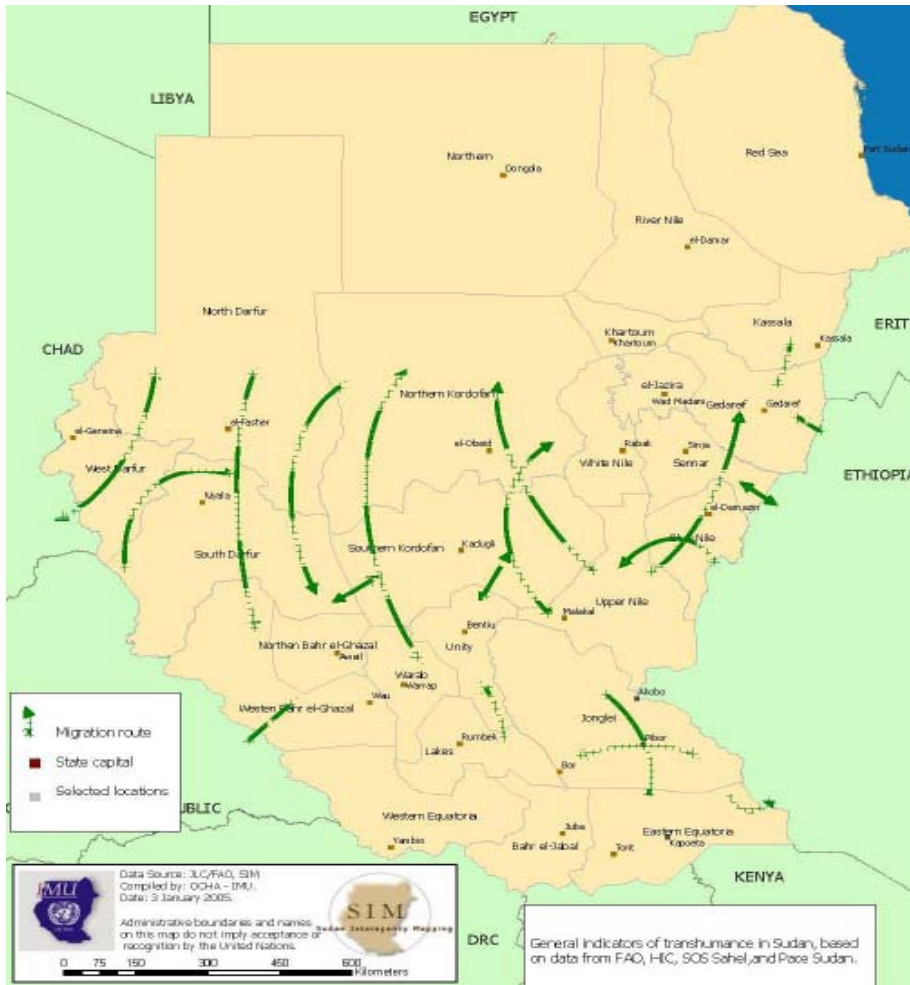 EGYPT
LIBYA
Northern
Dongola
Red Sea
Port Sudan
River Nile
el-Damar
North Darfur
CHAD
Khartoum
Khartoum
Kassala
Kassala
ERIT
el-Jazira
Wad Madani
Northern Kordofan
Gedaref
Gedaref
el-Geneina
el-Fasher
el-Obeid
Rabak
White Nile
Sinja
Sennar
West Darfur
ETHIOPIA
Nyala
el-Damazin
Blue Nile
South Darfur
Southern Kordofan
Kadugli
Upper Nile
Malakal
Bentiu
Unity
Northen Bahr el-Ghazal
Aweil
Warab
Warrap
Western Bahr el-Ghazal
Wau
Akobo
Jonglei
Pibor
Lakes
Rumbek
Bor
Western Equatoria
Yambio
Juba
Bahr el-Jabal
Eastern Equatoria
Kapoeta
Torit
KENYA
DRC
PUBLIC
Migration route
State capital
Selected locations
IMU
Data Source: JLC/FAO, SIM
Compiled by: OCHA - IMU.
Date: 3 January 2005.
Administrative boundaries and names
on this map do not imply acceptance or
recognition by the United Nations.
SIM
Sudan Interagency Mapping
0 75 150 300 450 600
Kilometers
General indicators of transhumance in Sudan, based
on data from FAO, HIC, SOS Sahel,and Pace Sudan.